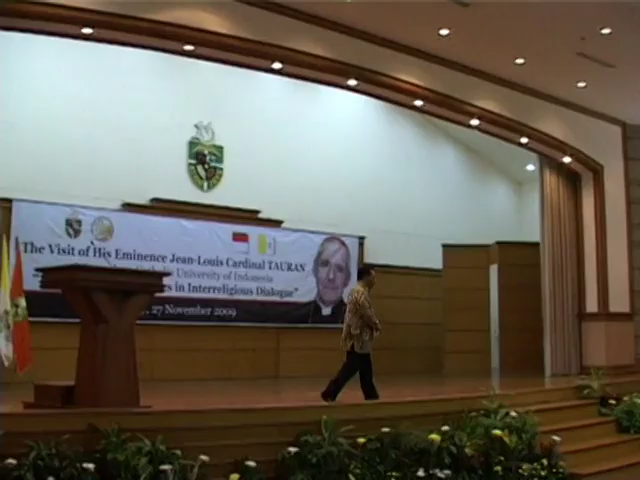 The Visit of His Eminence Jean-Louis Cardinal TAURAN
University of Indonesia
in Interreligious Dialogue"
27 November 2009